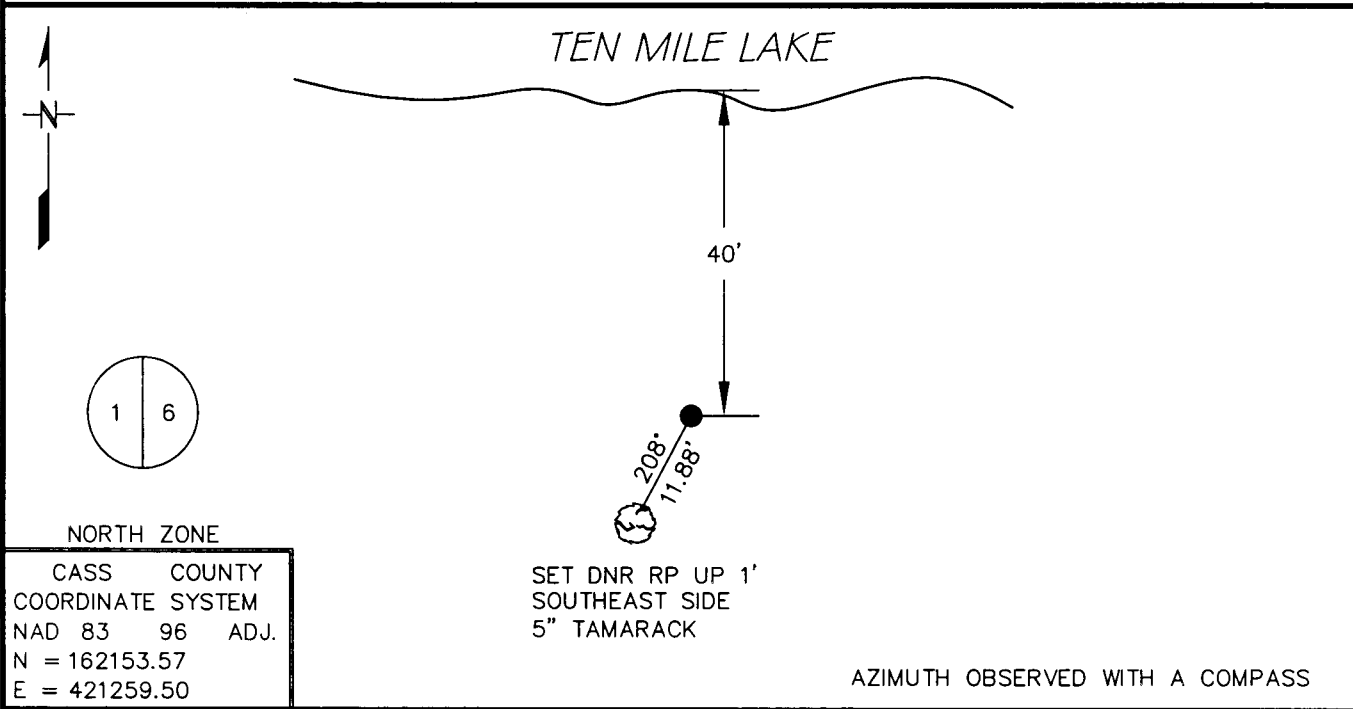 TEN MILE LAKE
N
40'
1 6
208°
11.88'
NORTH ZONE
CASS COUNTY
COORDINATE SYSTEM
NAD 83 96 ADJ.
N = 162153.57
E = 421259.50
SET DNR RP UP 1'
SOUTHEAST SIDE
5" TAMARACK
AZIMUTH OBSERVED WITH A COMPASS